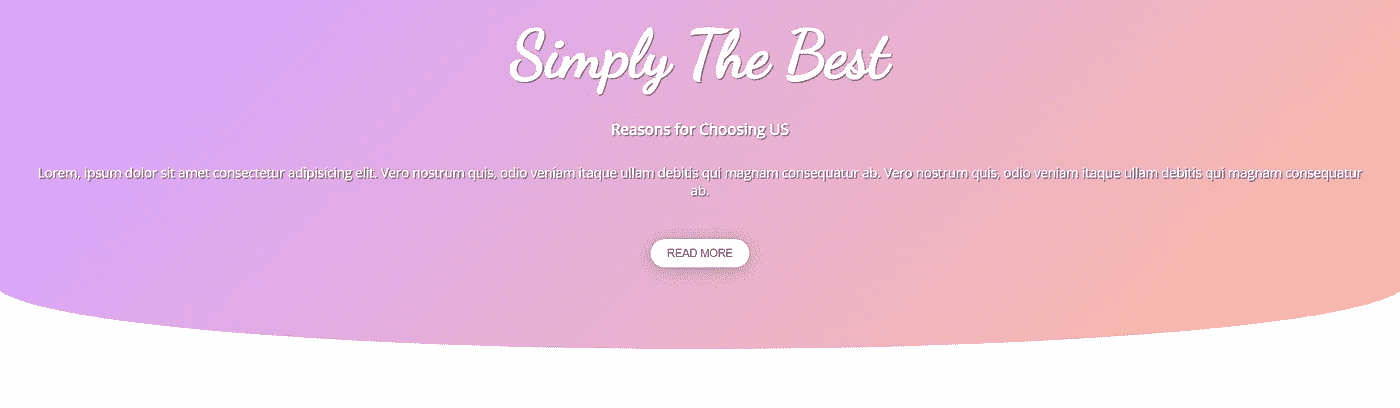 Simply The Best
Reasons for Choosing US
Lorem, ipsum dolor sit amet consectetur adipisicing elit. Vero nostrum quis, odio veniam itaque ullam debitis qui magnam consequatur ab. Vero nostrum quis, odio veniam itaque ullam debitis qui magnam consequatur
ab.
READ MORE